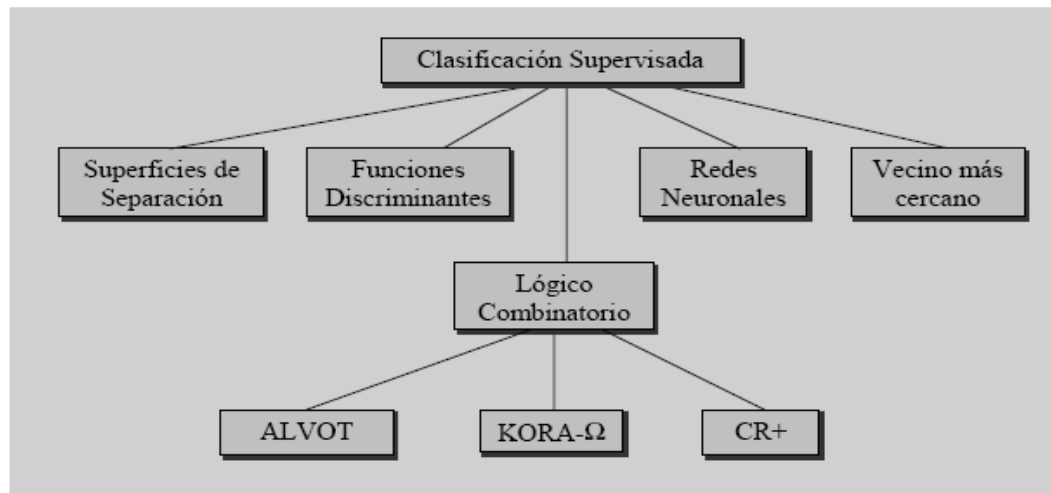 Clasificación Supervisada
Superficies de
Separación
Funciones
Discriminantes
Redes
Neuronales
Vecino más
cercano
Lógico
Combinatorio
ALVOT
KORA-Ω
CR+